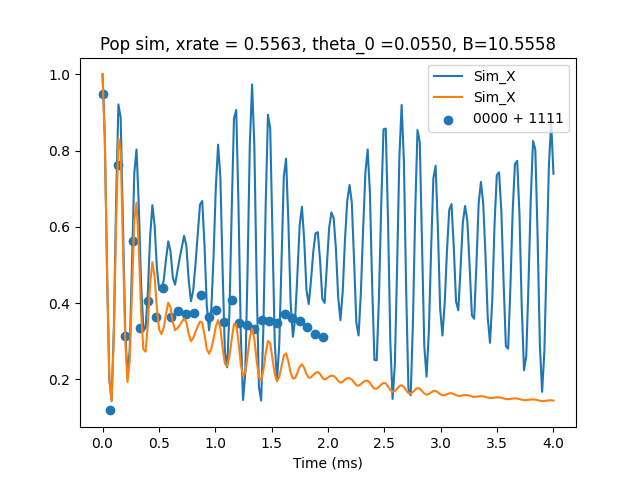 Pop sim, xrate = 0.5563, theta_0 =0.0550, B=10.5558
Sim_X
Sim_X
0000 + 1111
1.0
0.8
0.6
0.4
0.2
0.0 0.5 1.0 1.5 2.0 2.5 3.0 3.5 4.0
Time (ms)